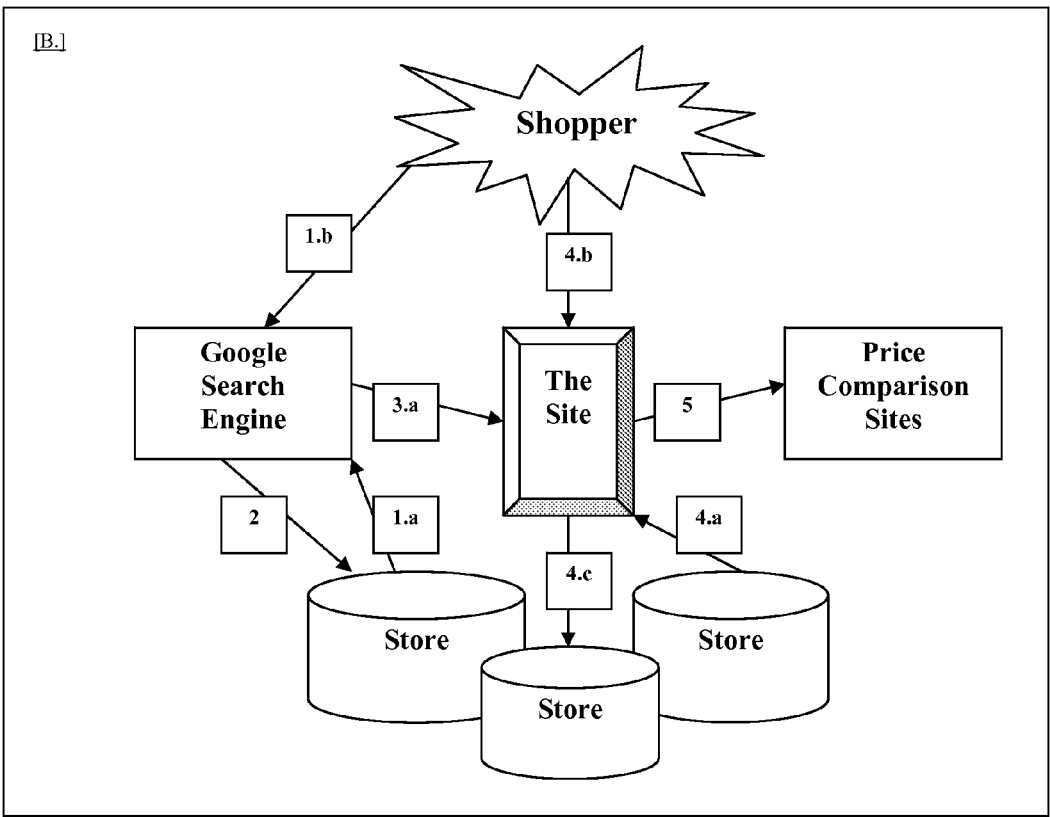 [B.]
Shopper
1.b
4.b
Google
Search
Engine
3.a
The
Site
5
Price
Comparison
Sites
2
1.a
4.a
4.c
Store
Store
Store